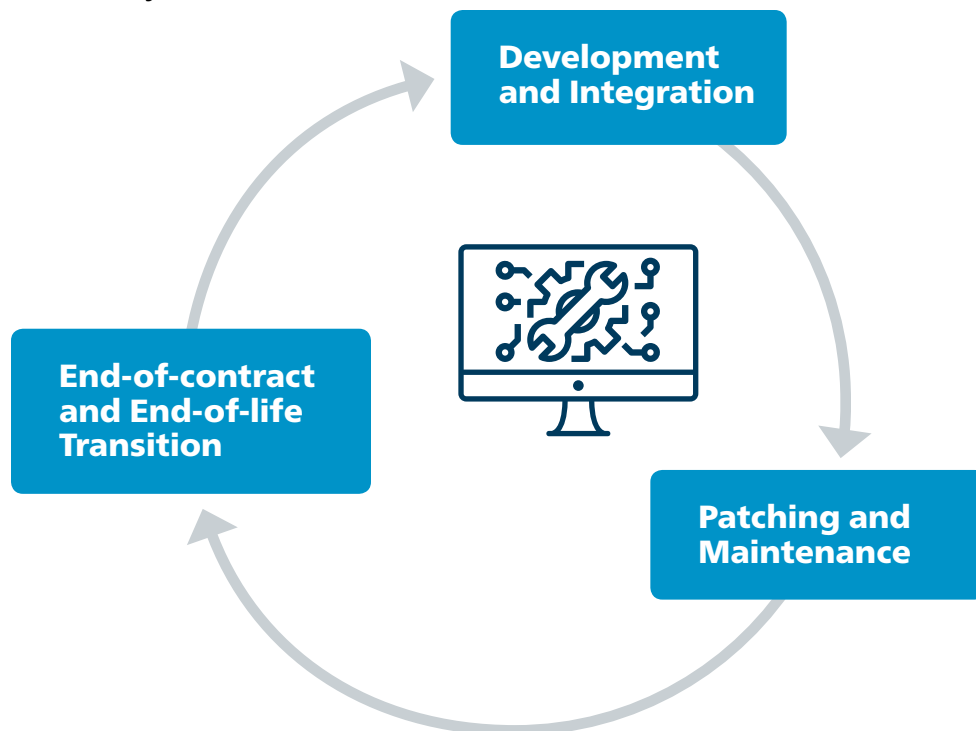 Development
and Integration
End-of-contract
and End-of-life
Transition
Patching and
Maintenance